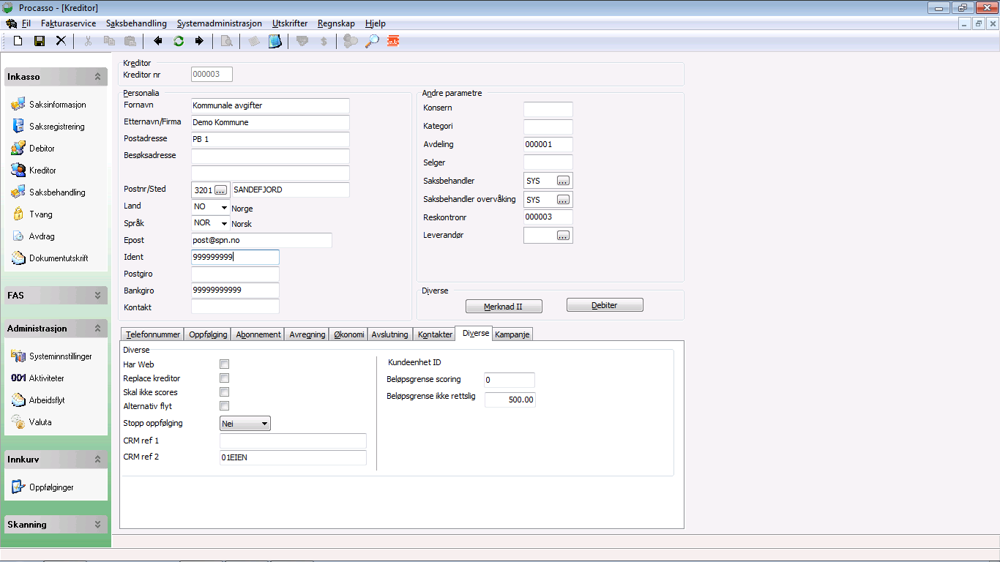 Procasso - [Kreditor]
Fil Fakturaservice Saksbehandling Systemadministrasjon Utskrifter Regnskap Hjelp
Inkasso
Saksinformasjon
Saksregistrering
Debitor
Kreditor
Saksbehandling
Tvang
Avdrag
Dokumentutskrift
FAS
Administrasjon
Systeminnstillinger
001 Aktiviteter
Arbeidsflyt
Valuta
Innkurv
Oppfølginger
Skanning
Kreditor
Kreditor nr 000003
Personalia
Fornavn Kommunale avgifter
Etternavn/Firma Demo Kommune
Postadresse PB 1
Besøksadresse
Postnr/Sted 3201 ... SANDEFJORD
Land NO Norge
Språk NOR Norsk
Epost post@spn.no
Ident 999999999
Postgiro
Bankgiro 99999999999
Kontakt
Andre parametre
Konsern
Kategori
Avdeling 000001
Selger
Saksbehandler SYS ...
Saksbehandler overvåking SYS ...
Reskontronr 000003
Leverandør ...
Diverse
Merknad II Debiter
Telefonnummer Oppfølging Abonnement Avregning Økonomi Avslutning Kontakter Diverse Kampanje
Diverse
Har Web
Replace kreditor
Skal ikke scores
Alternativ flyt
Stopp oppfølging Nei
CRM ref 1
CRM ref 2 01EIEN
Kundeenhet ID
Beløpsgrense scoring 0
Beløpsgrense ikke rettslig 500.00